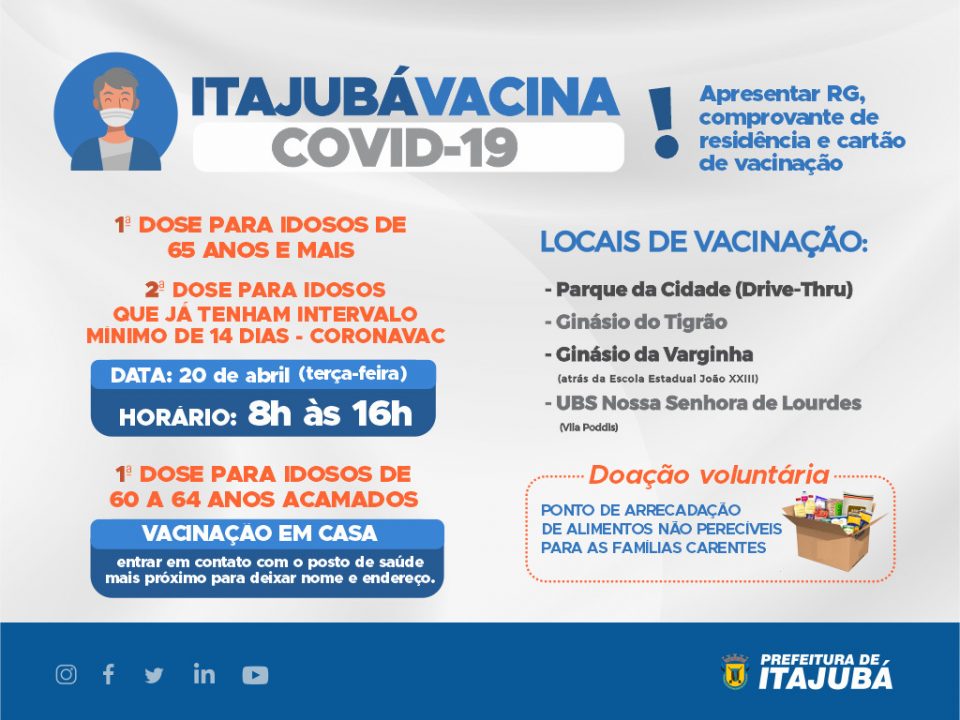 ITAJUBÁVACINA
COVID-19
!
Apresentar RG,
comprovante de
residência e cartão
de vacinação
1ª DOSE PARA IDOSOS DE
65 ANOS E MAIS
2ª DOSE PARA IDOSOS
QUE JÁ TENHAM INTERVALO
MÍNIMO DE 14 DIAS - CORONAVAC
DATA: 20 de abril (terça-feira)
HORÁRIO: 8h às 16h
1ª DOSE PARA IDOSOS DE
60 A 64 ANOS ACAMADOS
VACINAÇÃO EM CASA
entrar em contato com o posto de saúde
mais próximo para deixar nome e endereço.
LOCAIS DE VACINAÇÃO:
- Parque da Cidade (Drive-Thru)
- Ginásio do Tigrão
- Ginásio da Varginha
(atrás da Escola Estadual João XXIII)
- UBS Nossa Senhora de Lourdes
(Vila Poddis)
Doação voluntária
PONTO DE ARRECADAÇÃO
DE ALIMENTOS NÃO PERECÍVEIS
PARA AS FAMÍLIAS CARENTES
PREFEITURA DE
ITAJUBÁ